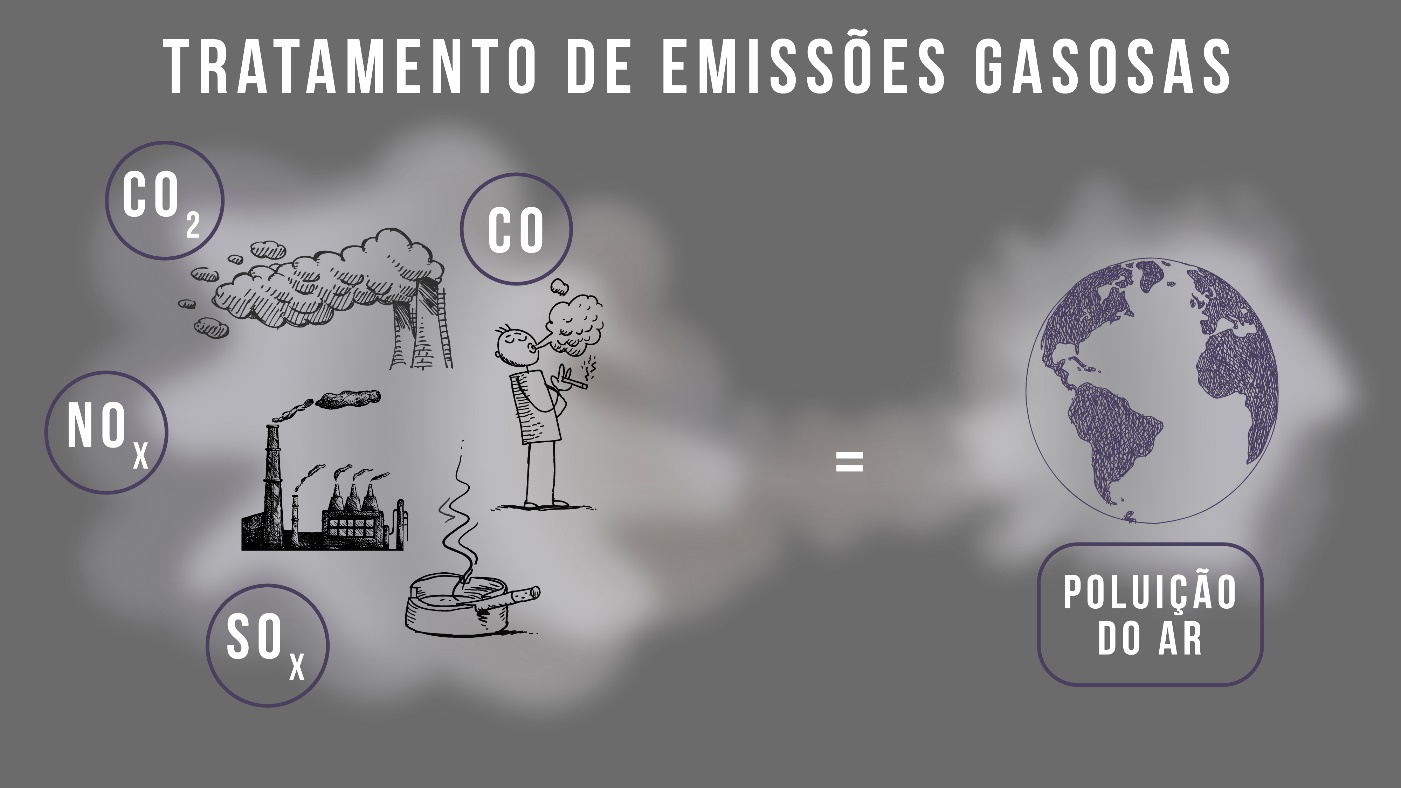 TRATAMENTO DE EMISSÕES GASOSAS
CO₂
CO
NOₓ
=
SOₓ
POLUIÇÃO
DO AR